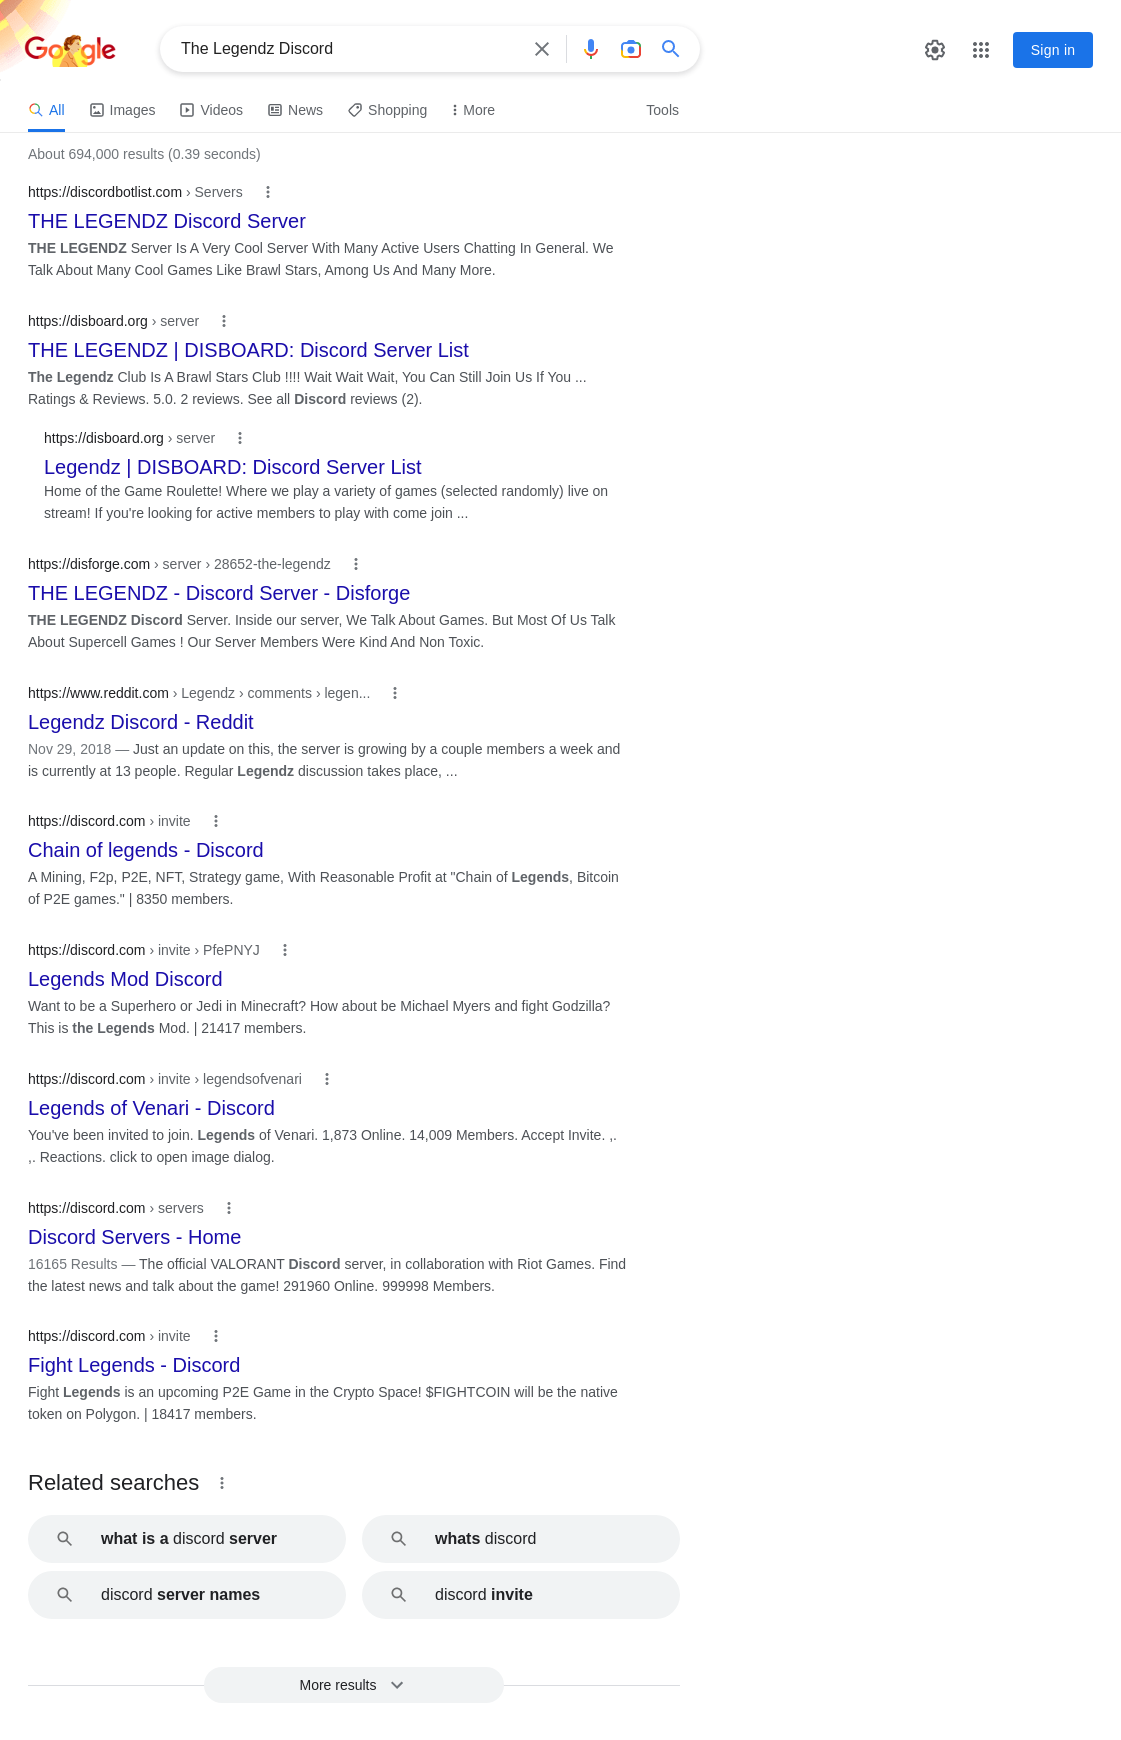 Google
The Legendz Discord
Sign in
All
Images
Videos
News
Shopping
More
Tools
About 694,000 results (0.39 seconds)
https://discordbotlist.com › Servers
THE LEGENDZ Discord Server
THE LEGENDZ Server Is A Very Cool Server With Many Active Users Chatting In General. We
Talk About Many Cool Games Like Brawl Stars, Among Us And Many More.
https://disboard.org › server
THE LEGENDZ | DISBOARD: Discord Server List
The Legendz Club Is A Brawl Stars Club !!!! Wait Wait Wait, You Can Still Join Us If You ...
Ratings & Reviews. 5.0. 2 reviews. See all Discord reviews (2).
https://disboard.org › server
Legendz | DISBOARD: Discord Server List
Home of the Game Roulette! Where we play a variety of games (selected randomly) live on
stream! If you're looking for active members to play with come join ...
https://disforge.com › server › 28652-the-legendz
THE LEGENDZ - Discord Server - Disforge
THE LEGENDZ Discord Server. Inside our server, We Talk About Games. But Most Of Us Talk
About Supercell Games ! Our Server Members Were Kind And Non Toxic.
https://www.reddit.com › Legendz › comments › legen...
Legendz Discord - Reddit
Nov 29, 2018 — Just an update on this, the server is growing by a couple members a week and
is currently at 13 people. Regular Legendz discussion takes place, ...
https://discord.com › invite
Chain of legends - Discord
A Mining, F2p, P2E, NFT, Strategy game, With Reasonable Profit at "Chain of Legends, Bitcoin
of P2E games." | 8350 members.
https://discord.com › invite › PfePNYJ
Legends Mod Discord
Want to be a Superhero or Jedi in Minecraft? How about be Michael Myers and fight Godzilla?
This is the Legends Mod. | 21417 members.
https://discord.com › invite › legendsofvenari
Legends of Venari - Discord
You've been invited to join. Legends of Venari. 1,873 Online. 14,009 Members. Accept Invite. ,.
,. Reactions. click to open image dialog.
https://discord.com › servers
Discord Servers - Home
16165 Results — The official VALORANT Discord server, in collaboration with Riot Games. Find
the latest news and talk about the game! 291960 Online. 999998 Members.
https://discord.com › invite
Fight Legends - Discord
Fight Legends is an upcoming P2E Game in the Crypto Space! $FIGHTCOIN will be the native
token on Polygon. | 18417 members.
Related searches
what is a discord server
whats discord
discord server names
discord invite
More results